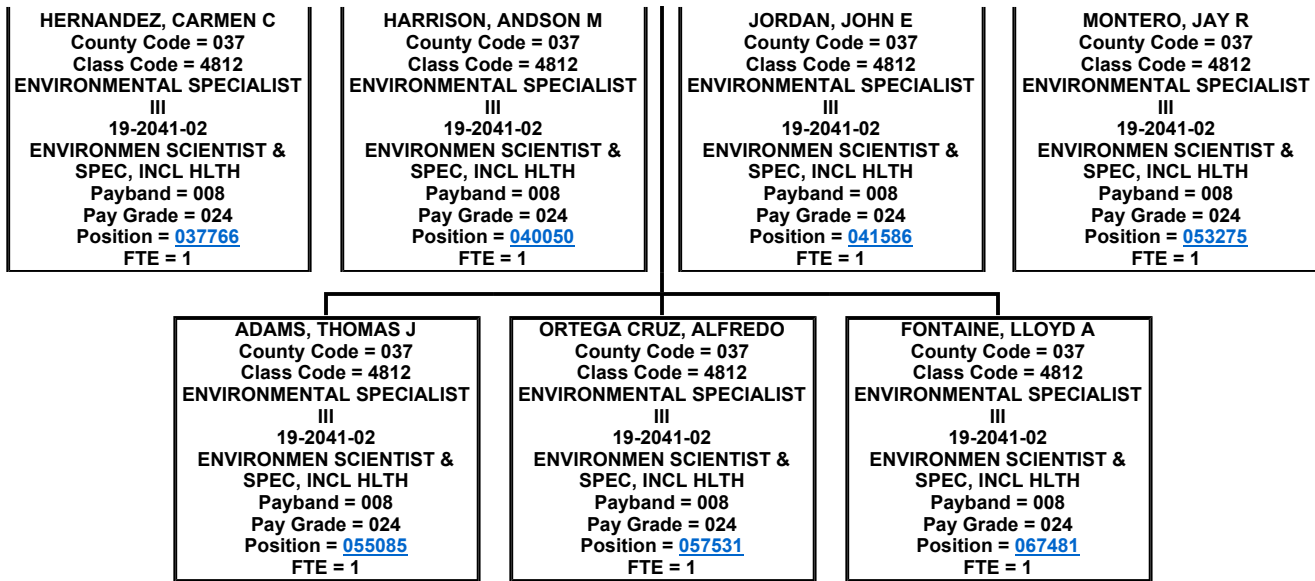 HERNANDEZ, CARMEN C
County Code = 037
Class Code = 4812
ENVIRONMENTAL SPECIALIST
III
19-2041-02
ENVIRONMEN SCIENTIST &
SPEC, INCL HLTH
Payband = 008
Pay Grade = 024
Position = 037766
FTE = 1
HARRISON, ANDSON M
County Code = 037
Class Code = 4812
ENVIRONMENTAL SPECIALIST
III
19-2041-02
ENVIRONMEN SCIENTIST &
SPEC, INCL HLTH
Payband = 008
Pay Grade = 024
Position = 040050
FTE = 1
JORDAN, JOHN E
County Code = 037
Class Code = 4812
ENVIRONMENTAL SPECIALIST
III
19-2041-02
ENVIRONMEN SCIENTIST &
SPEC, INCL HLTH
Payband = 008
Pay Grade = 024
Position = 041586
FTE = 1
MONTERO, JAY R
County Code = 037
Class Code = 4812
ENVIRONMENTAL SPECIALIST
III
19-2041-02
ENVIRONMEN SCIENTIST &
SPEC, INCL HLTH
Payband = 008
Pay Grade = 024
Position = 053275
FTE = 1
ADAMS, THOMAS J
County Code = 037
Class Code = 4812
ENVIRONMENTAL SPECIALIST
III
19-2041-02
ENVIRONMEN SCIENTIST &
SPEC, INCL HLTH
Payband = 008
Pay Grade = 024
Position = 055085
FTE = 1
ORTEGA CRUZ, ALFREDO
County Code = 037
Class Code = 4812
ENVIRONMENTAL SPECIALIST
III
19-2041-02
ENVIRONMEN SCIENTIST &
SPEC, INCL HLTH
Payband = 008
Pay Grade = 024
Position = 057531
FTE = 1
FONTAINE, LLOYD A
County Code = 037
Class Code = 4812
ENVIRONMENTAL SPECIALIST
III
19-2041-02
ENVIRONMEN SCIENTIST &
SPEC, INCL HLTH
Payband = 008
Pay Grade = 024
Position = 067481
FTE = 1